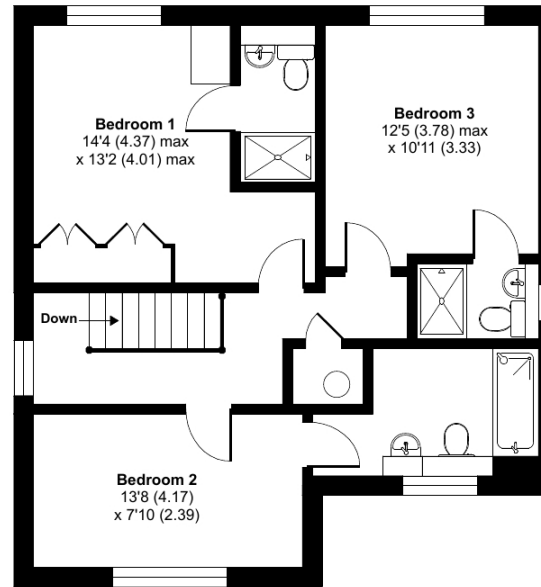 Bedroom 1
14'4 (4.37) max
x 13'2 (4.01) max
Bedroom 3
12'5 (3.78) max
x 10'11 (3.33)
Down
Bedroom 2
13'8 (4.17)
x 7'10 (2.39)